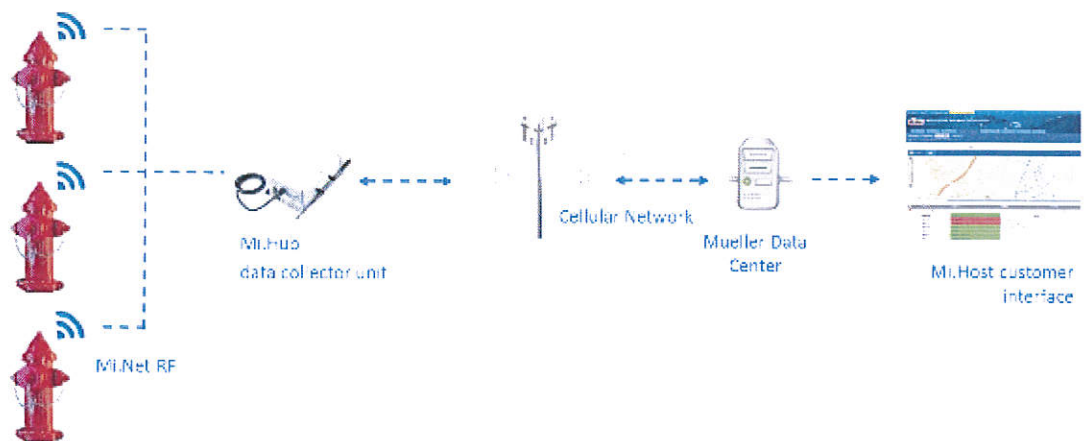 Mi.Net RF
Mi.Hub
data collector unit
Cellular Network
Mueller Data
Center
Mi.Host customer
interface